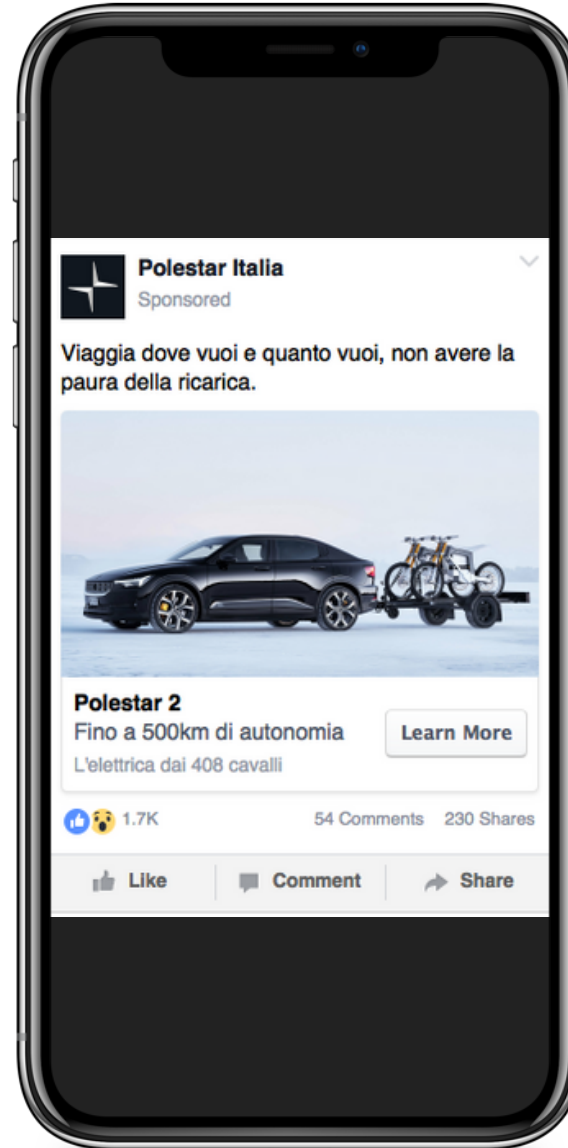 Polestar Italia
Sponsored
Viaggia dove vuoi e quanto vuoi, non avere la
paura della ricarica.
Polestar 2
Fino a 500km di autonomia
Learn More
L'elettrica dai 408 cavalli
1.7K
54 Comments
230 Shares
Like
Comment
Share